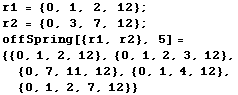 r1 = {0, 1, 2, 12};
r2 = {0, 3, 7, 12};
offSpring[{r1, r2}, 5] =
{{0, 1, 2, 12}, {0, 1, 2, 3, 12},
{0, 7, 11, 12}, {0, 1, 4, 12},
{0, 1, 2, 7, 12}}